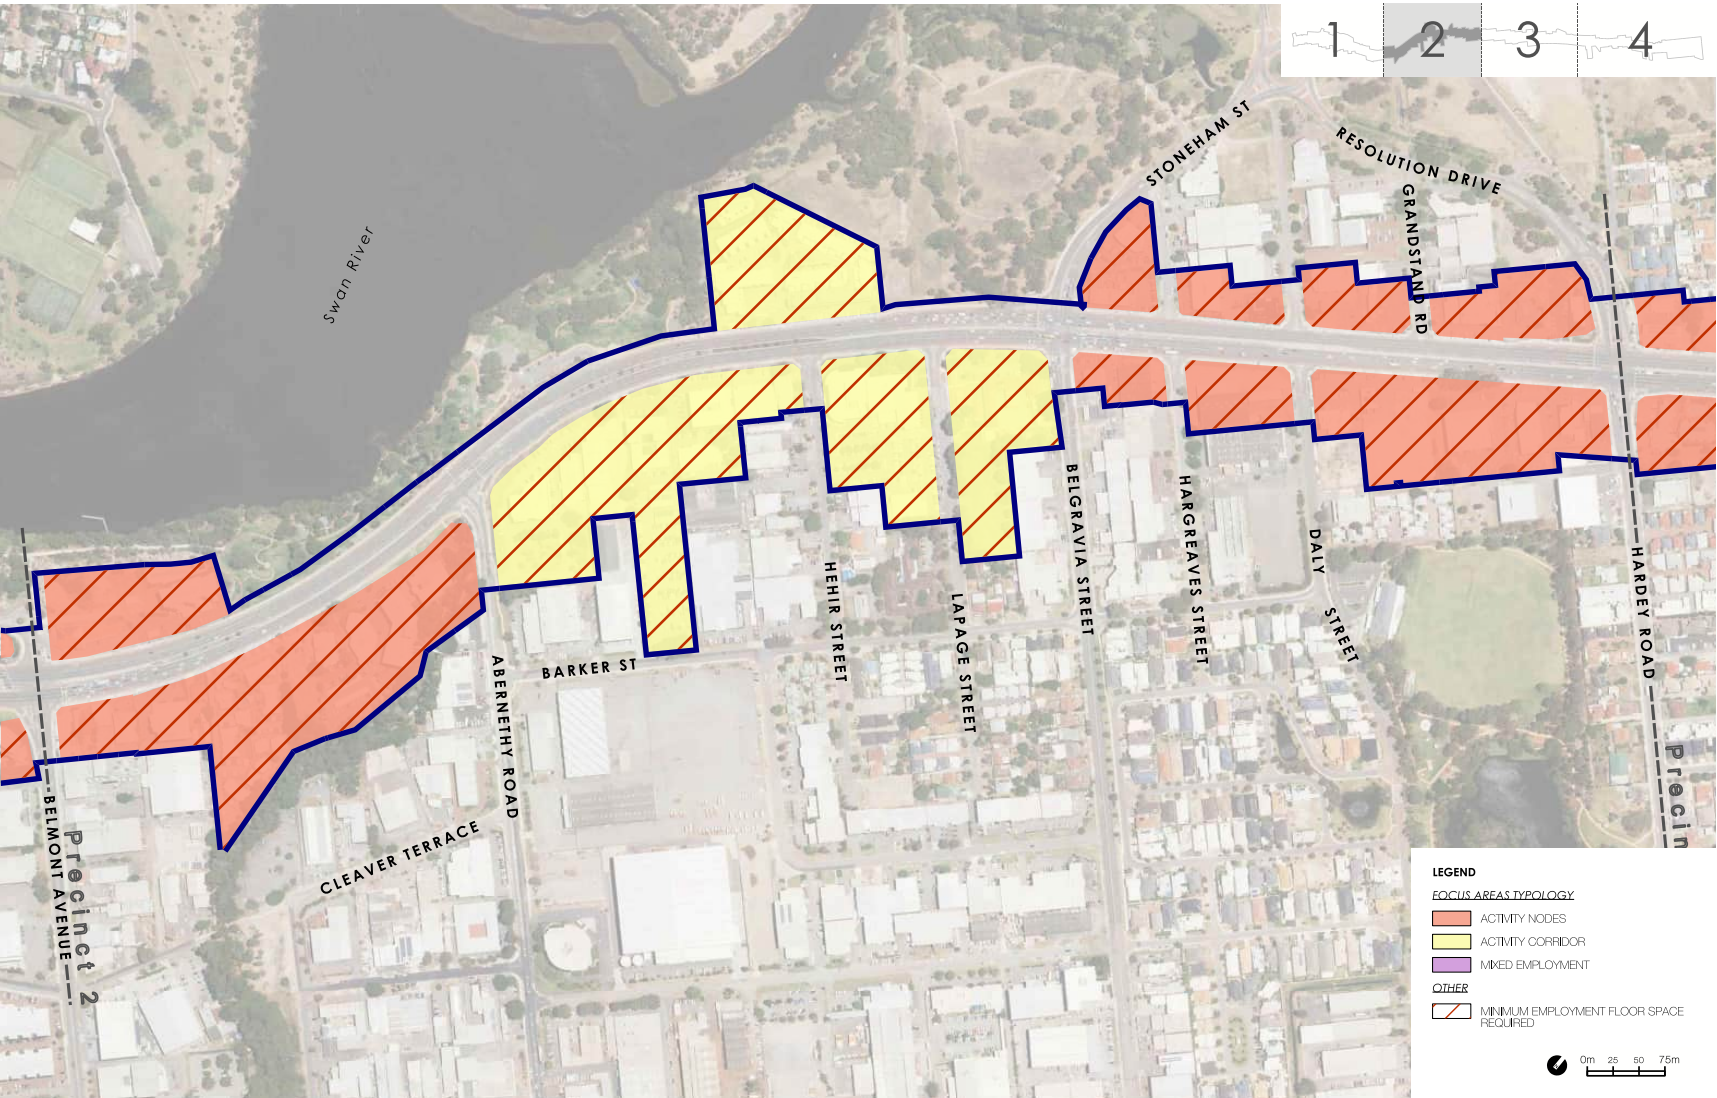 1 2 3 4
STONEHAM ST
RESOLUTION DRIVE
GRANDSTAND RD
Swan River
BELGRAVIA STREET
HARGREAVES STREET
DALY STREET
HARDEY ROAD
HEHIR STREET
LAPAGE STREET
BARKER ST
ABERNETHY ROAD
CLEAVER TERRACE
BELMONT AVENUE
Precinct 2
Precin
LEGEND
FOCUS AREAS TYPOLOGY
ACTIVITY NODES
ACTIVITY CORRIDOR
MIXED EMPLOYMENT
OTHER
MINIMUM EMPLOYMENT FLOOR SPACE
REQUIRED
0m 25 50 75m